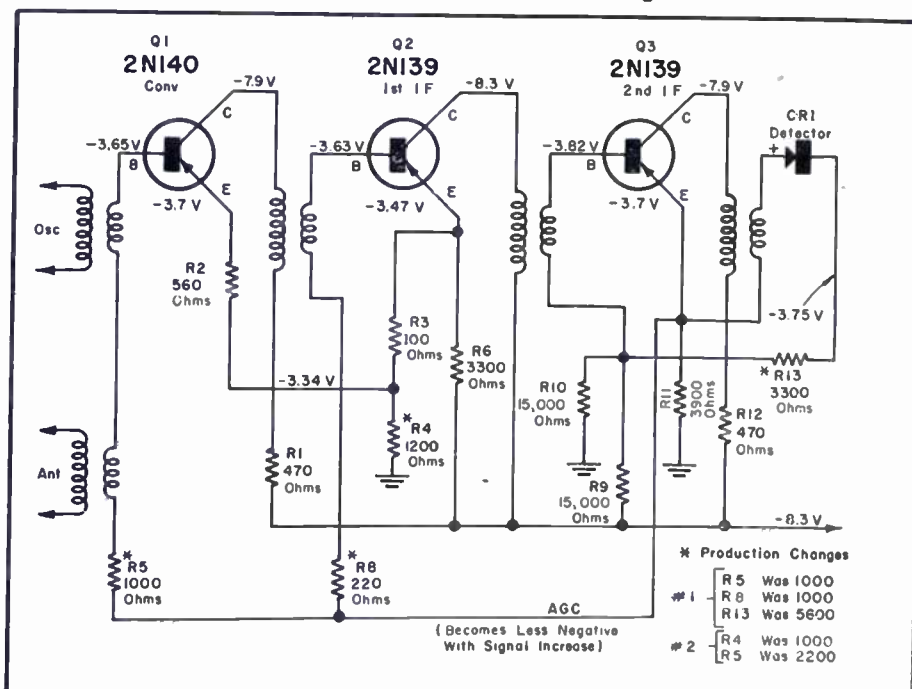 Q1
2N140
Conv
-7.9 V
C
-3.65V
B
E
-3.7 V
Q2
2N139
1st IF
-8.3 V
C
-3.63V
B
E
-3.47 V
Q3
2N139
2nd IF
-7.9V
C
-3.82V
B
E
-3.7 V
CR1
Detector
+
Osc
R2
560
Ohms
R3
100
Ohms
R6
3300
Ohms
-3.34 V
*
R4
1200
Ohms
-3.75 V
* R13
3300
Ohms
R10
15,000
Ohms
R11
3900
Ohms
R12
470
Ohms
Ant
R1
470
Ohms
R9
15,000
Ohms
-8.3 V
*
R5
1000
Ohms
*
R8
220
Ohms
AGC
(Becomes Less Negative
With Signal Increase)
* Production Changes
#1
R5 Was 1000
R8 Was 1000
R13 Was 5600
#2
R4 Was 1000
R5 Was 2200